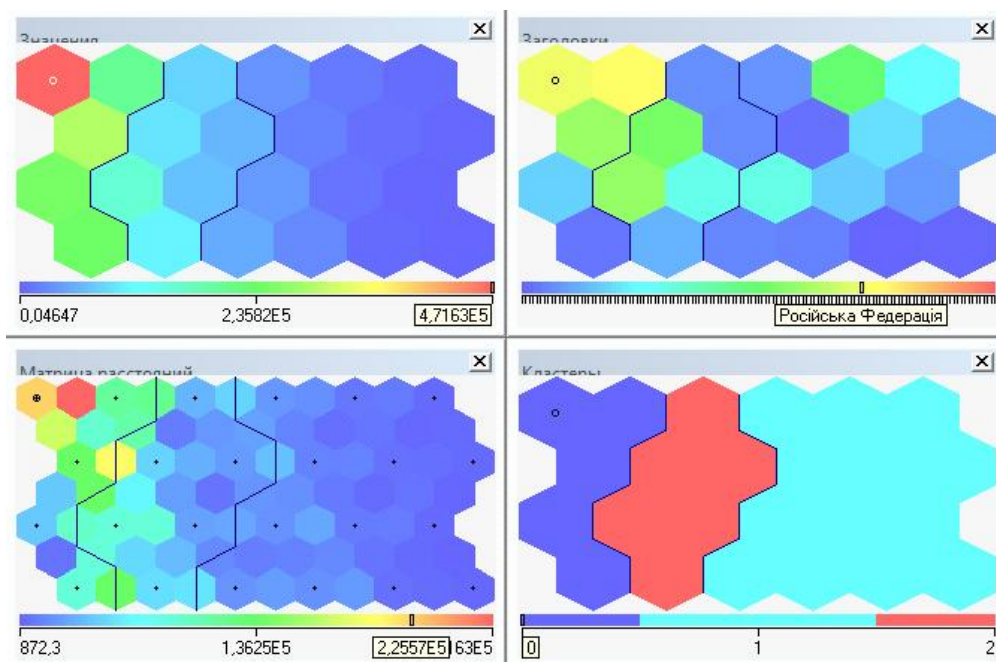 Значения
Заголовки
0,04647 2,3582E5 4,7163E5
Російська Федерація
Матрица расстояний
Кластеры
872,3 1,3625E5 2,2557E5 163E5
0 1 2